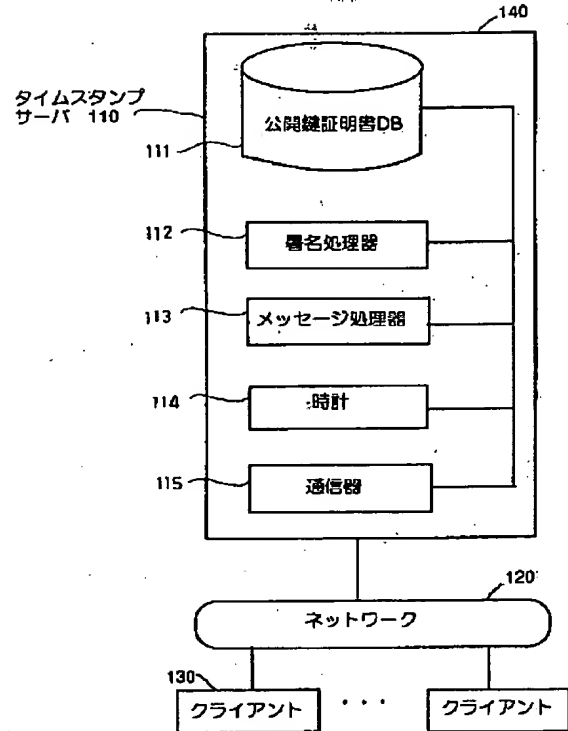 140
タイムスタンプ
サーバ 110
公開鍵証明書DB
111
112
署名処理器
113
メッセージ処理器
114
時計
115
通信器
120
ネットワーク
130
クライアント
・・・
クライアント